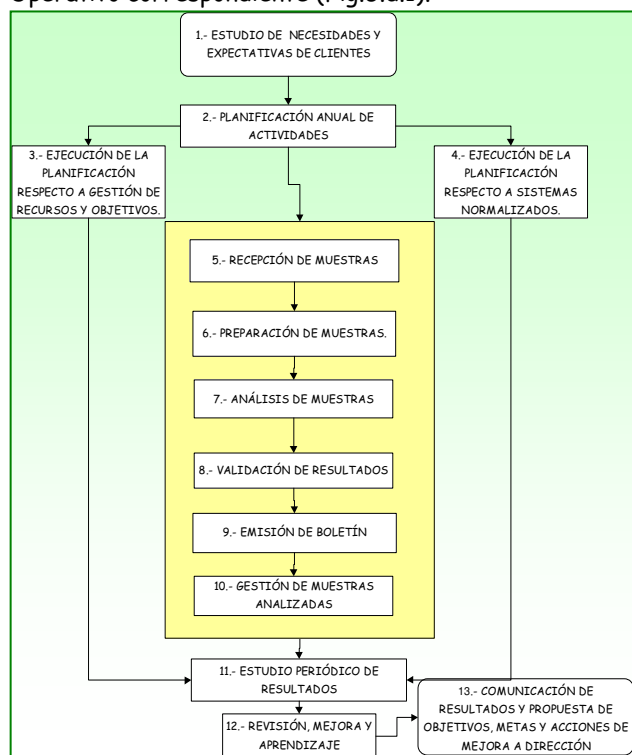 Operativo correspondiente (Fig.5.a.1).
1.- ESTUDIO DE NECESIDADES Y
EXPECTATIVAS DE CLIENTES
2.- PLANIFICACIÓN ANUAL DE
ACTIVIDADES
3.- EJECUCIÓN DE LA
PLANIFICACIÓN
RESPECTO A GESTIÓN DE
RECURSOS Y OBJETIVOS.
4.- EJECUCIÓN DE LA
PLANIFICACIÓN
RESPECTO A SISTEMAS
NORMALIZADOS.
5.- RECEPCIÓN DE MUESTRAS
6.- PREPARACIÓN DE MUESTRAS.
7.- ANÁLISIS DE MUESTRAS
8.- VALIDACIÓN DE RESULTADOS
9.- EMISIÓN DE BOLETÍN
10.- GESTIÓN DE MUESTRAS
ANALIZADAS
11.- ESTUDIO PERIÓDICO DE
RESULTADOS
12.- REVISIÓN, MEJORA Y
APRENDIZAJE
13.- COMUNICACIÓN DE
RESULTADOS Y PROPUESTA DE
OBJETIVOS, METAS Y ACCIONES DE
MEJORA A DIRECCIÓN